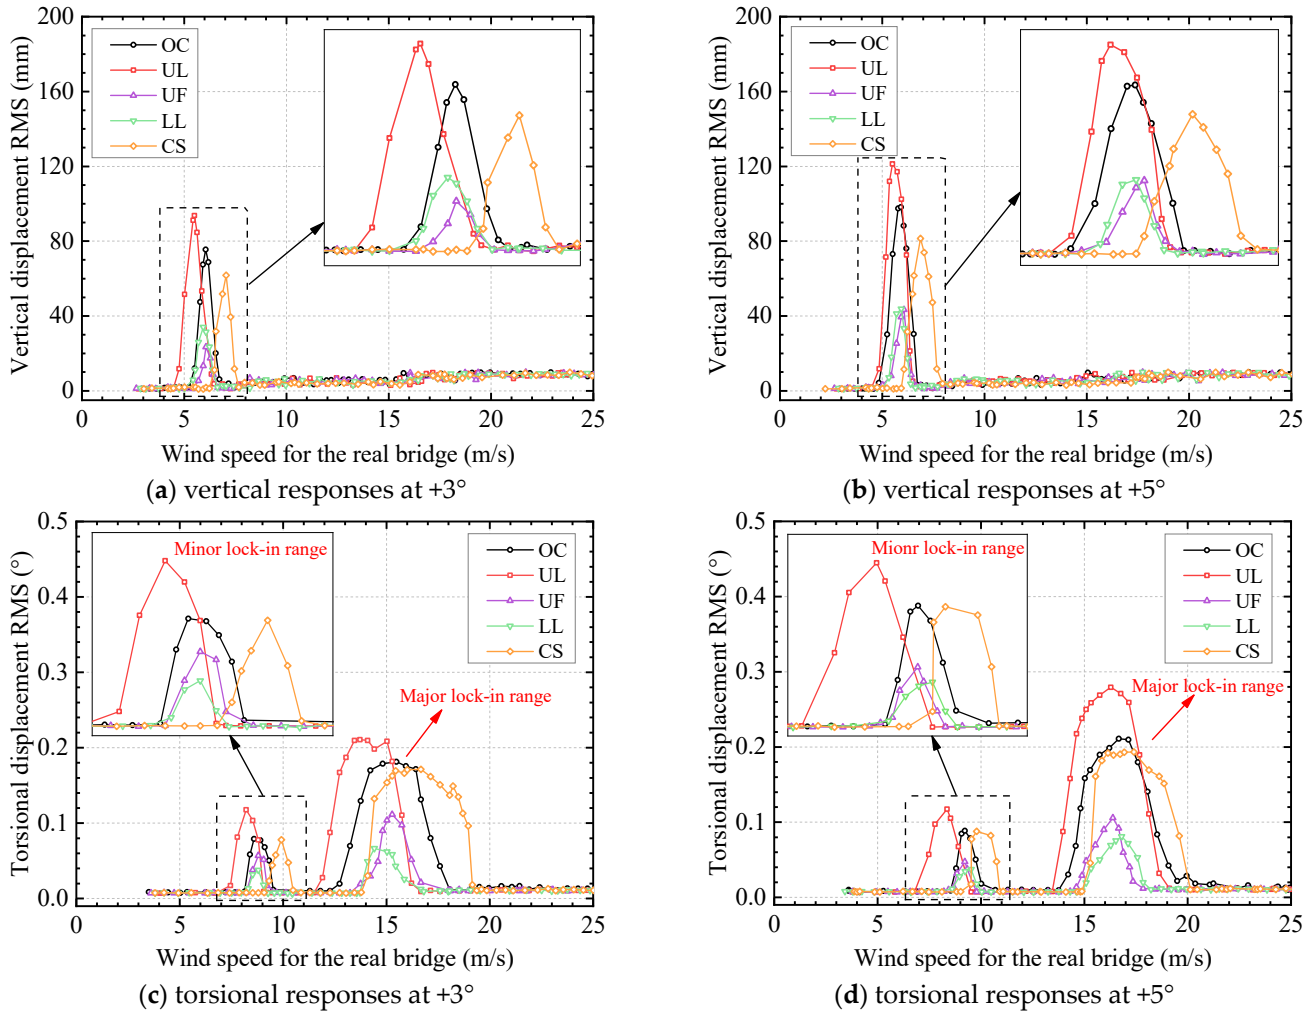 Vertical displacement RMS (mm)
200
160
120
80
40
0
OC
UL
UF
LL
CS
0 5 10 15 20 25
Wind speed for the real bridge (m/s)
(a) vertical responses at +3°
Vertical displacement RMS (mm)
200
160
120
80
40
0
OC
UL
UF
LL
CS
0 5 10 15 20 25
Wind speed for the real bridge (m/s)
(b) vertical responses at +5°
Torsional displacement RMS (°)
0.5
0.4
0.3
0.2
0.1
0.0
Minor lock-in range
OC
UL
UF
LL
CS
Major lock-in range
0 5 10 15 20 25
Wind speed for the real bridge (m/s)
(c) torsional responses at +3°
Torsional displacement RMS (°)
0.5
0.4
0.3
0.2
0.1
0.0
Mionr lock-in range
OC
UL
UF
LL
CS
Major lock-in range
0 5 10 15 20 25
Wind speed for the real bridge (m/s)
(d) torsional responses at +5°